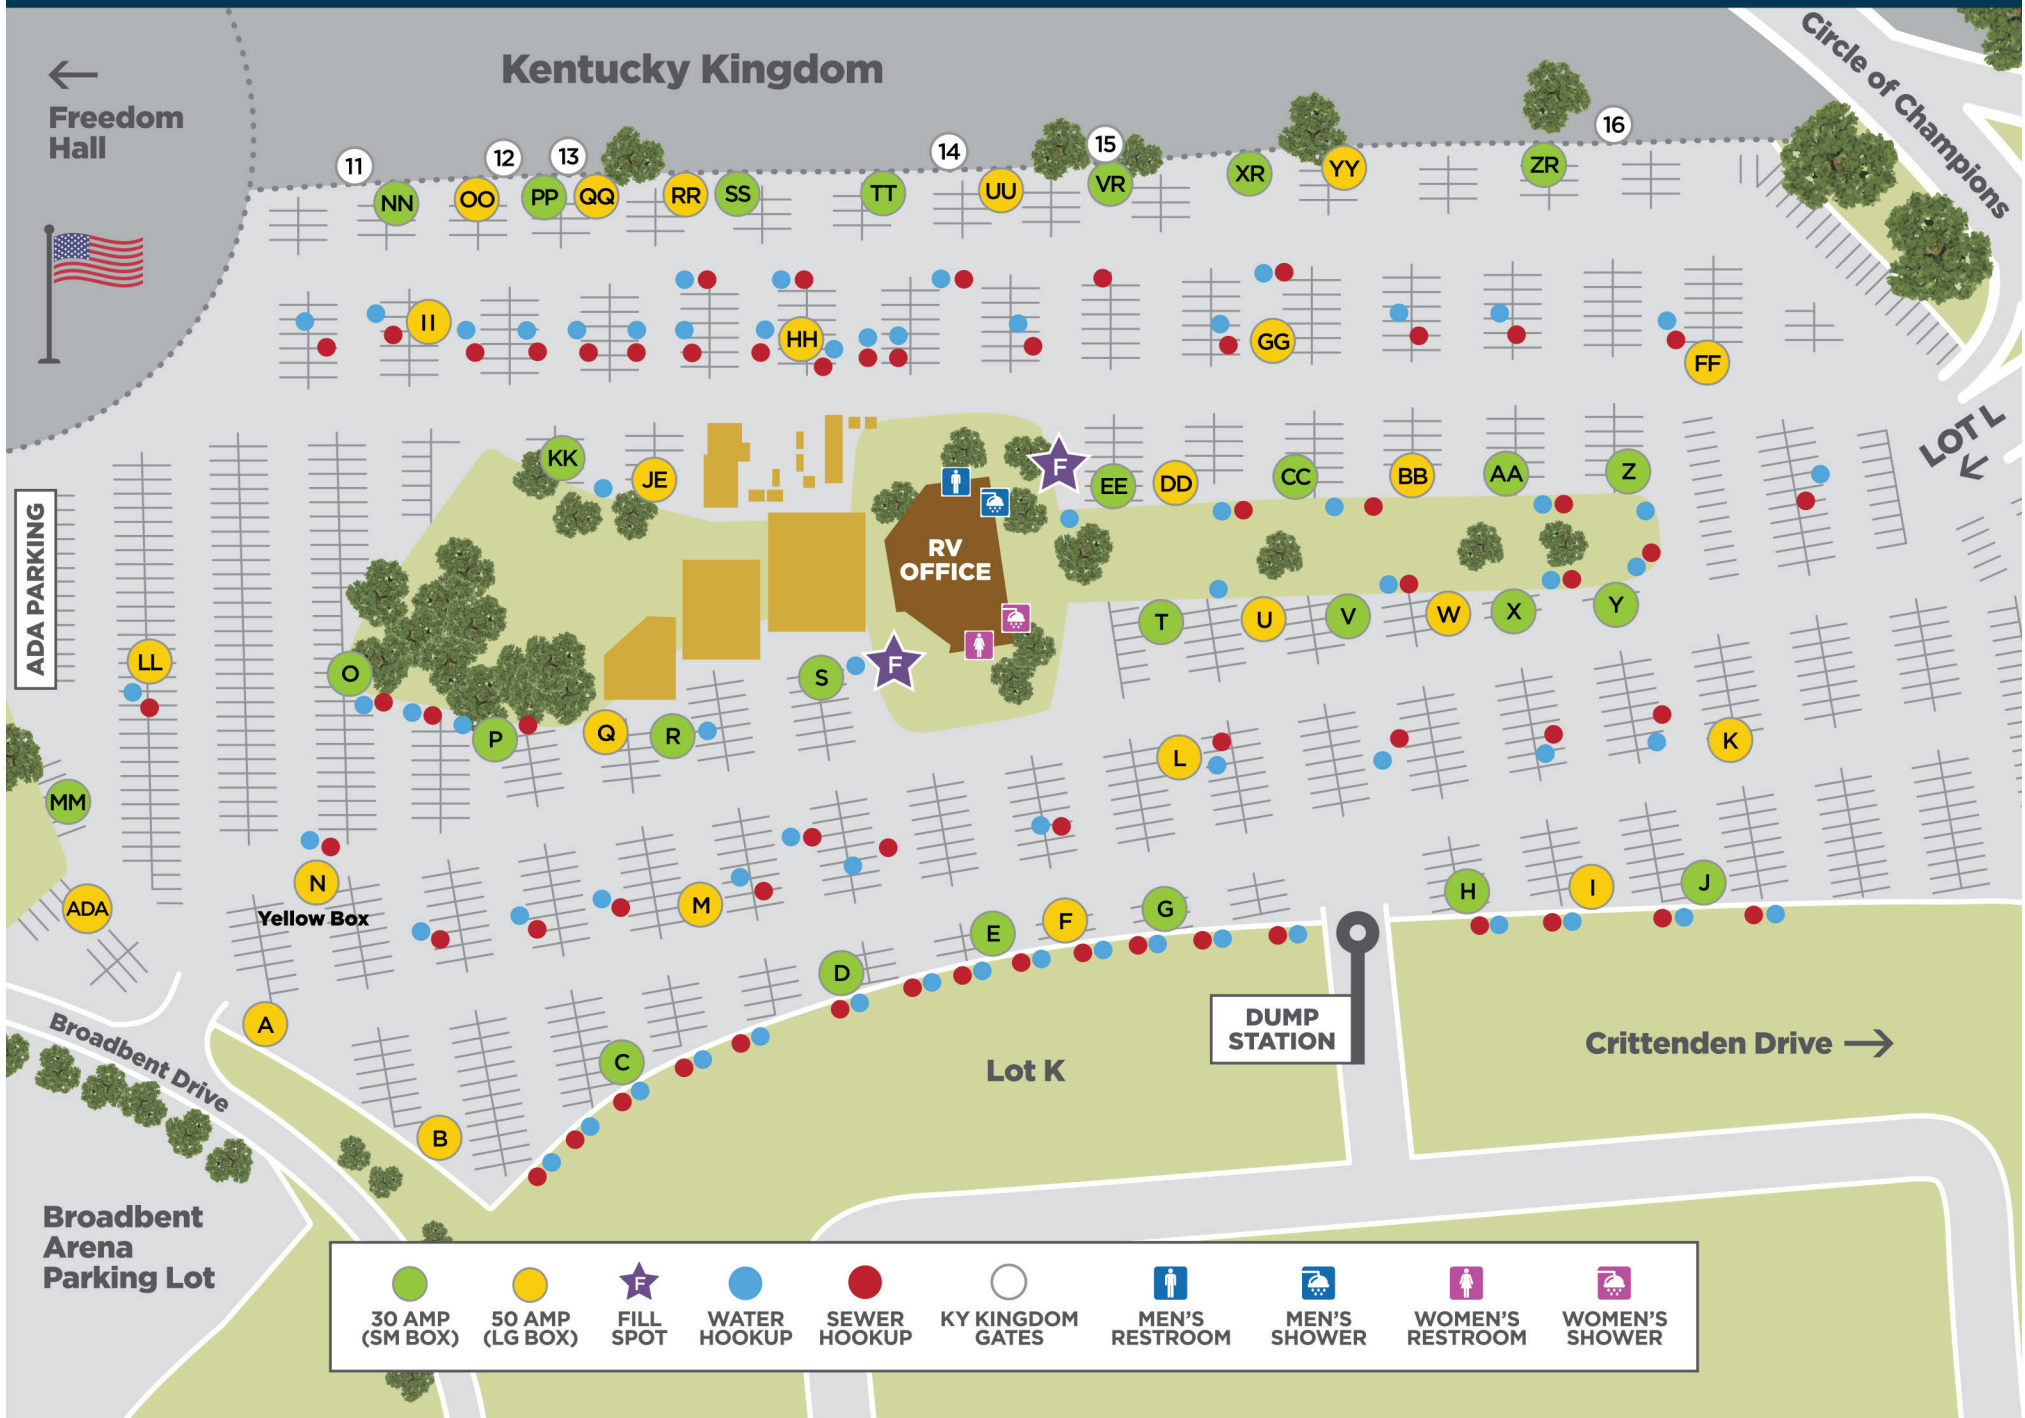 Kentucky Kingdom
Freedom
Hall
Circle of Champions
11
12
13
14
15
16
NN
OO
PP
QQ
RR
SS
TT
UU
VR
XR
YY
ZR
II
HH
GG
FF
LOT L
KK
JE
EE
DD
CC
BB
AA
Z
F
RV
OFFICE
ADA PARKING
LL
O
P
Q
R
S
F
T
U
V
W
X
Y
MM
L
K
N
Yellow Box
ADA
M
H
I
J
A
B
C
D
E
F
G
DUMP
STATION
Lot K
Crittenden Drive
Broadbent Drive
Broadbent
Arena
Parking Lot
30 AMP
(SM BOX)
50 AMP
(LG BOX)
F
FILL
SPOT
WATER
HOOKUP
SEWER
HOOKUP
KY KINGDOM
GATES
MEN'S
RESTROOM
MEN'S
SHOWER
WOMEN'S
RESTROOM
WOMEN'S
SHOWER